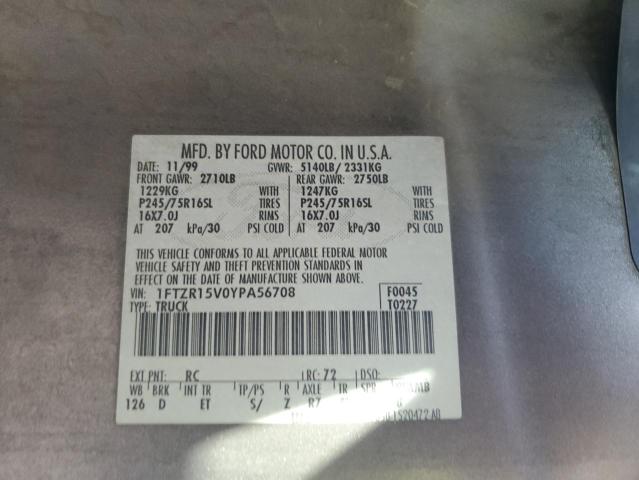 MFD. BY FORD MOTOR CO. IN U.S.A.
DATE: 11/99 GVWR: 5140LB/ 2331KG
FRONT GAWR: 2710LB REAR GAWR: 2750LB
1229KG WITH 1247KG WITH
P245/75R16SL TIRES P245/75R16SL TIRES
16X7.0J RIMS 16X7.0J RIMS
AT 207 kPa/30 PSI COLD AT 207 kPa/30 PSI COLD
THIS VEHICLE CONFORMS TO ALL APPLICABLE FEDERAL MOTOR
VEHICLE SAFETY AND THEFT PREVENTION STANDARDS IN
EFFECT ON THE DATE OF MANUFACTURE SHOWN ABOVE.
VIN: 1FTZR15V0YPA56708 F0045
TYPE: TRUCK T0227
EXT PNT: RC RC: 72 DSO:
WB BRK INT TR TP/PS R AXLE TR SPR
126 D ET S/ Z R7